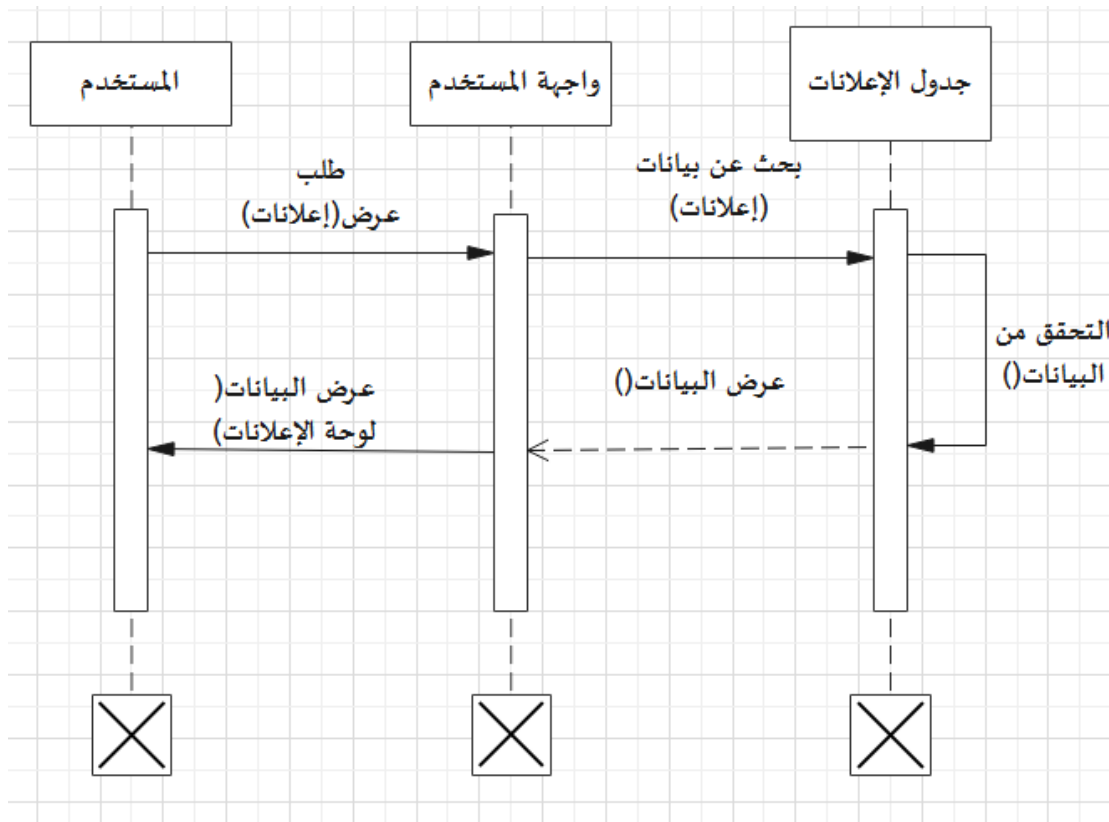 المستخدم
واجهة المستخدم
جدول الإعلانات
طلب
عرض(إعلانات)
بحث عن بيانات
(إعلانات)
التحقق من
البيانات()
عرض البيانات()
عرض البيانات(
لوحة الإعلانات)